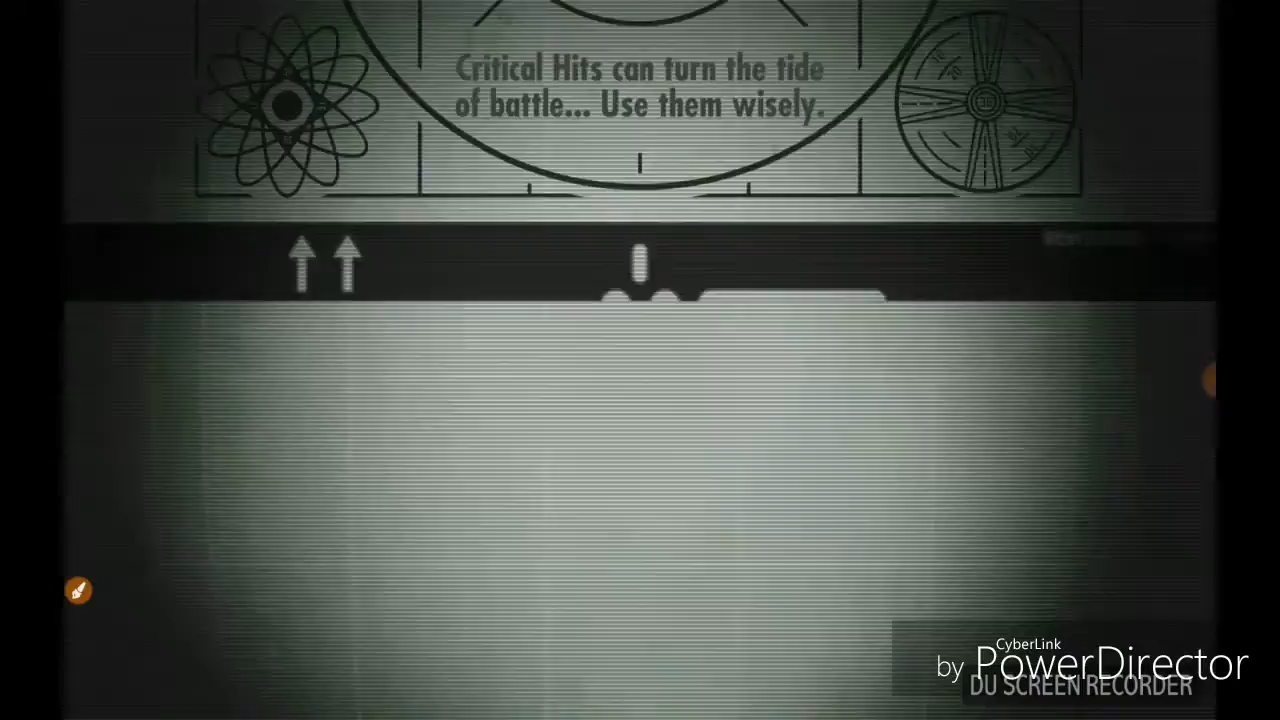 Critical Hits can turn the tide
of battle... Use them wisely.
CyberLink
by PowerDirector
DU SCREEN RECORDER